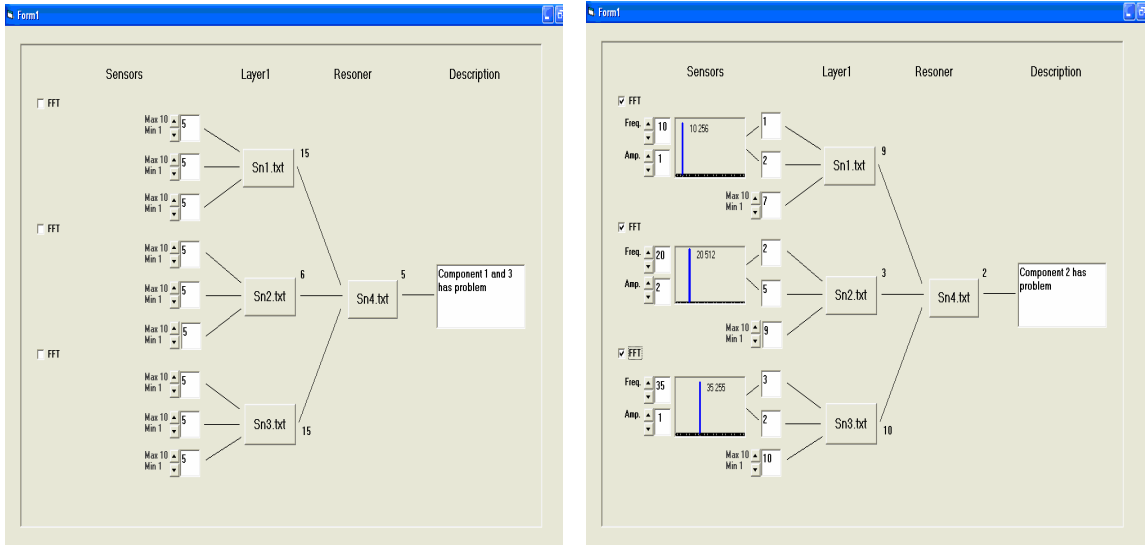 Form1
Sensors Layer1 Resoner Description
FFT
Max 10
Min 1
5
Max 10
Min 1
5
Max 10
Min 1
5
Sn1.txt
15
FFT
Max 10
Min 1
5
Max 10
Min 1
5
Max 10
Min 1
5
Sn2.txt
6
Sn4.txt
5
Component 1 and 3
has problem
FFT
Max 10
Min 1
5
Max 10
Min 1
5
Max 10
Min 1
5
Sn3.txt
15
Form1
Sensors Layer1 Resoner Description
FFT
Freq. 10
Amp. 1
10 256
1
2
Max 10
Min 1
7
Sn1.txt
9
FFT
Freq. 20
Amp. 2
20 512
2
5
Max 10
Min 1
9
Sn2.txt
3
Sn4.txt
2
Component 2 has
problem
FFT
Freq. 35
Amp. 1
35 255
3
2
Max 10
Min 1
10
Sn3.txt
10